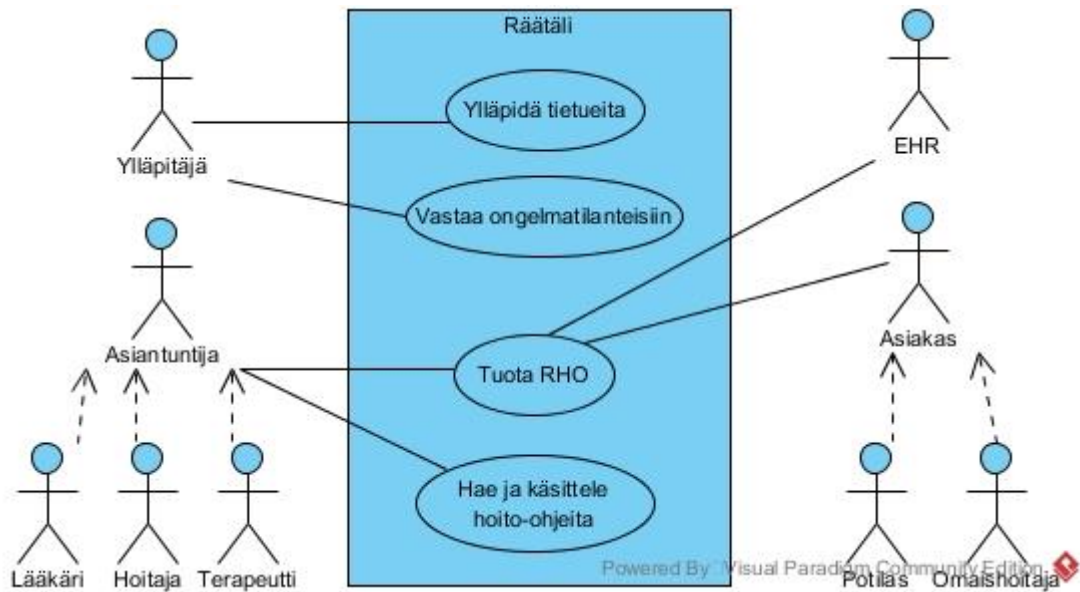 Räätäli
Ylläpidä tietueita
Ylläpitäjä
EHR
Vastaa ongelmatilanteisiin
Asiantuntija
Asiakas
Tuota RHO
Hae ja käsittele
hoito-ohjeita
Lääkäri
Hoitaja
Terapeutti
Potilas
Omaishoitaja
Powered By Visual Paradigm Community Edition